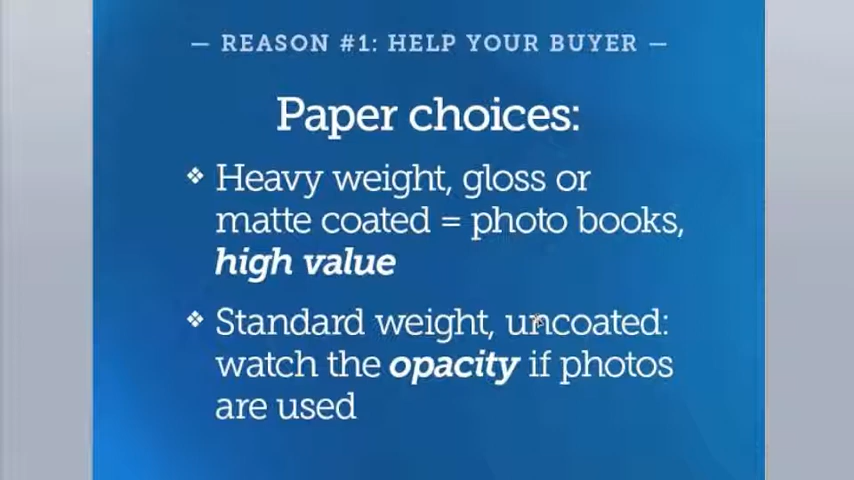 — REASON #1: HELP YOUR BUYER —
Paper choices:
❖ Heavy weight, gloss or
matte coated = photo books,
high value
❖ Standard weight, uncoated:
watch the opacity if photos
are used